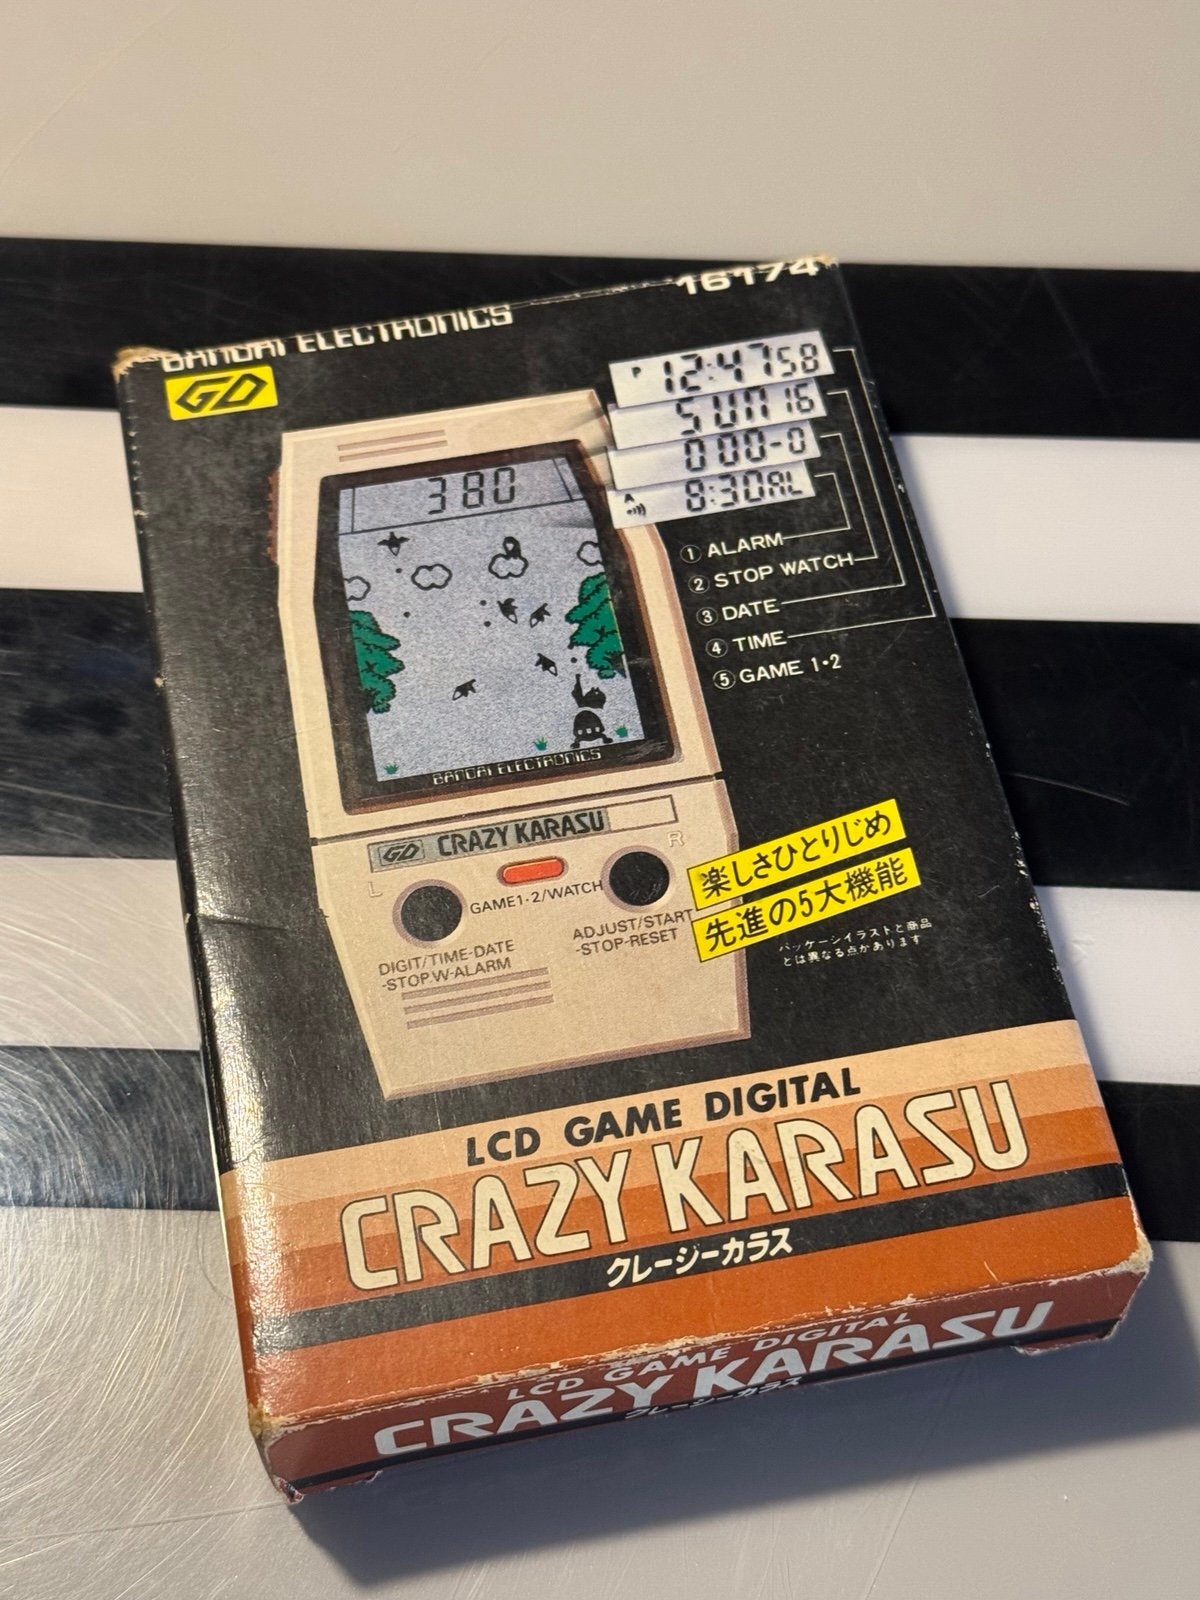 16174
BANDAI ELECTRONICS
GD
P 12:47 58
SUN 16
000-0
A 8:30AL
380
① ALARM
② STOP WATCH
③ DATE
④ TIME
⑤ GAME 1・2
BANDAI ELECTRONICS
GD CRAZY KARASU
L
R
GAME1・2/WATCH
DIGIT/TIME-DATE
-STOP.W-ALARM
ADJUST/START
-STOP-RESET
楽しさひとりじめ
先進の5大機能
パッケージイラストと商品
とは異なる点があります
LCD GAME DIGITAL
CRAZY KARASU
クレージーカラス
LCD GAME DIGITAL
CRAZY KARASU
クレージーカラス